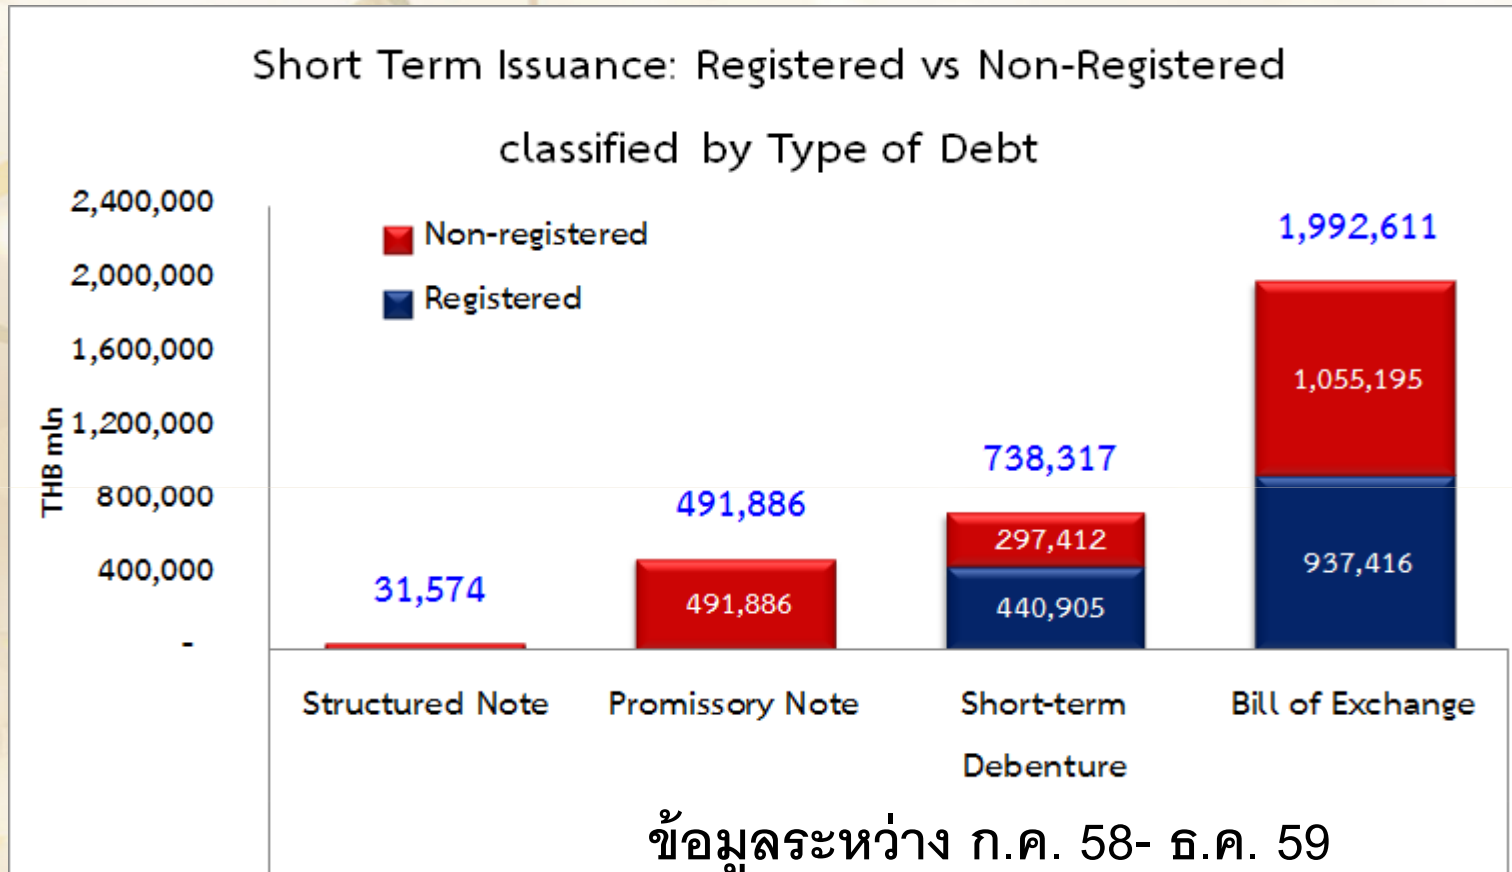 Short Term Issuance: Registered vs Non-Registered
classified by Type of Debt
2,400,000
2,000,000
1,600,000
1,200,000
800,000
400,000
-
THB mln
Non-registered
Registered
31,574
491,886
491,886
738,317
297,412
440,905
1,992,611
1,055,195
937,416
Structured Note
Promissory Note
Short-term
Debenture
Bill of Exchange
ข้อมูลระหว่าง ก.ค. 58- ธ.ค. 59